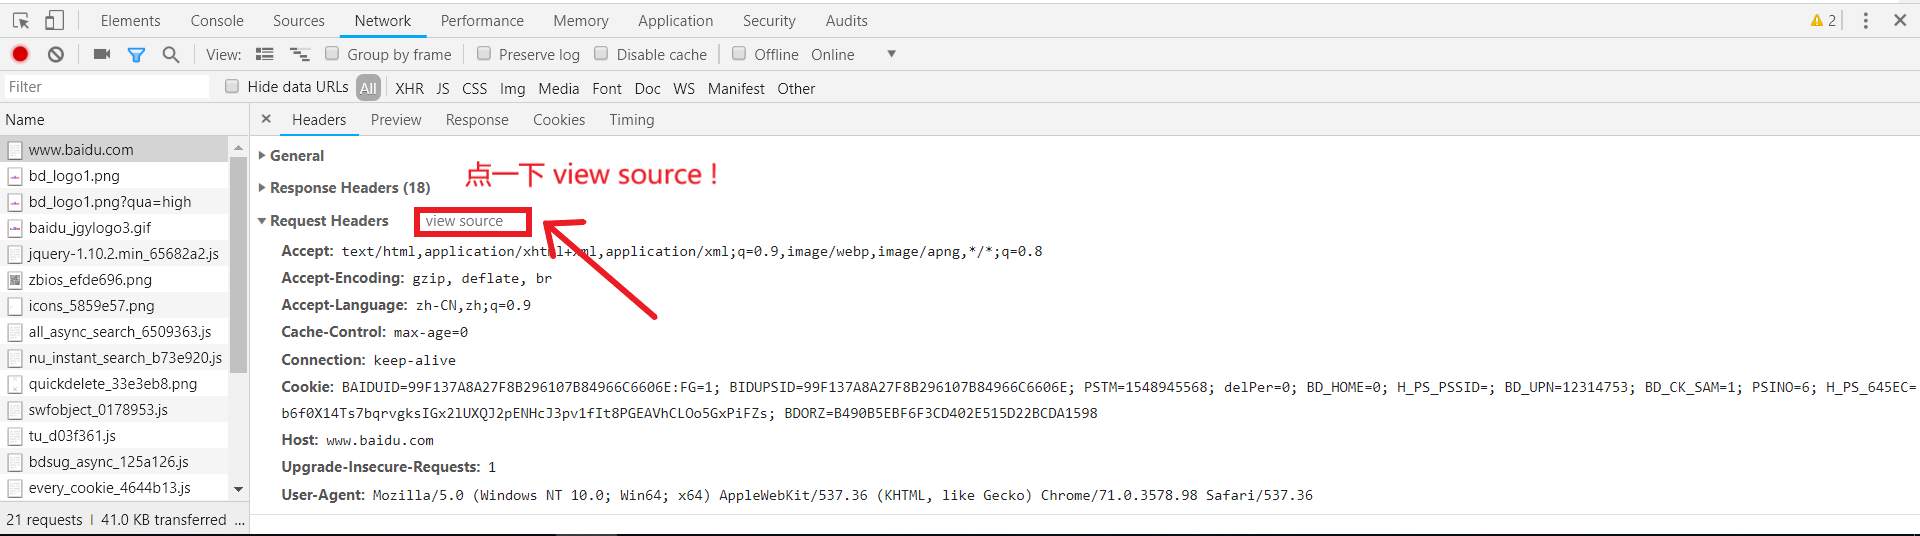 Elements Console Sources Network Performance Memory Application Security Audits 2
View: Group by frame Preserve log Disable cache Offline Online
Filter Hide data URLs All XHR JS CSS Img Media Font Doc WS Manifest Other
Name
Headers Preview Response Cookies Timing
www.baidu.com
bd_logo1.png
bd_logo1.png?qua=high
baidu_jgylogo3.gif
jquery-1.10.2.min_65682a2.js
zbios_efde696.png
icons_5859e57.png
all_async_search_6509363.js
nu_instant_search_b73e920.js
quickdelete_33e3eb8.png
swfobject_0178953.js
tu_d03f361.js
bdsug_async_125a126.js
every_cookie_4644b13.js
21 requests | 41.0 KB transferred ...
General
点一下 view source！
Response Headers (18)
Request Headers view source
Accept: text/html,application/xhtml+xml,application/xml;q=0.9,image/webp,image/apng,*/*;q=0.8
Accept-Encoding: gzip, deflate, br
Accept-Language: zh-CN,zh;q=0.9
Cache-Control: max-age=0
Connection: keep-alive
Cookie: BAIDUID=99F137A8A27F8B296107B84966C6606E:FG=1; BIDUPSID=99F137A8A27F8B296107B84966C6606E; PSTM=1548945568; delPer=0; BD_HOME=0; H_PS_PSSID=; BD_UPN=12314753; BD_CK_SAM=1; PSINO=6; H_PS_645EC=
b6f0X14Ts7bqrvgksIGx2lUXQJ2pENHcJ3pv1fIt8PGEAVhCLOo5GxPiFZs; BDORZ=B490B5EBF6F3CD402E515D22BCDA1598
Host: www.baidu.com
Upgrade-Insecure-Requests: 1
User-Agent: Mozilla/5.0 (Windows NT 10.0; Win64; x64) AppleWebKit/537.36 (KHTML, like Gecko) Chrome/71.0.3578.98 Safari/537.36